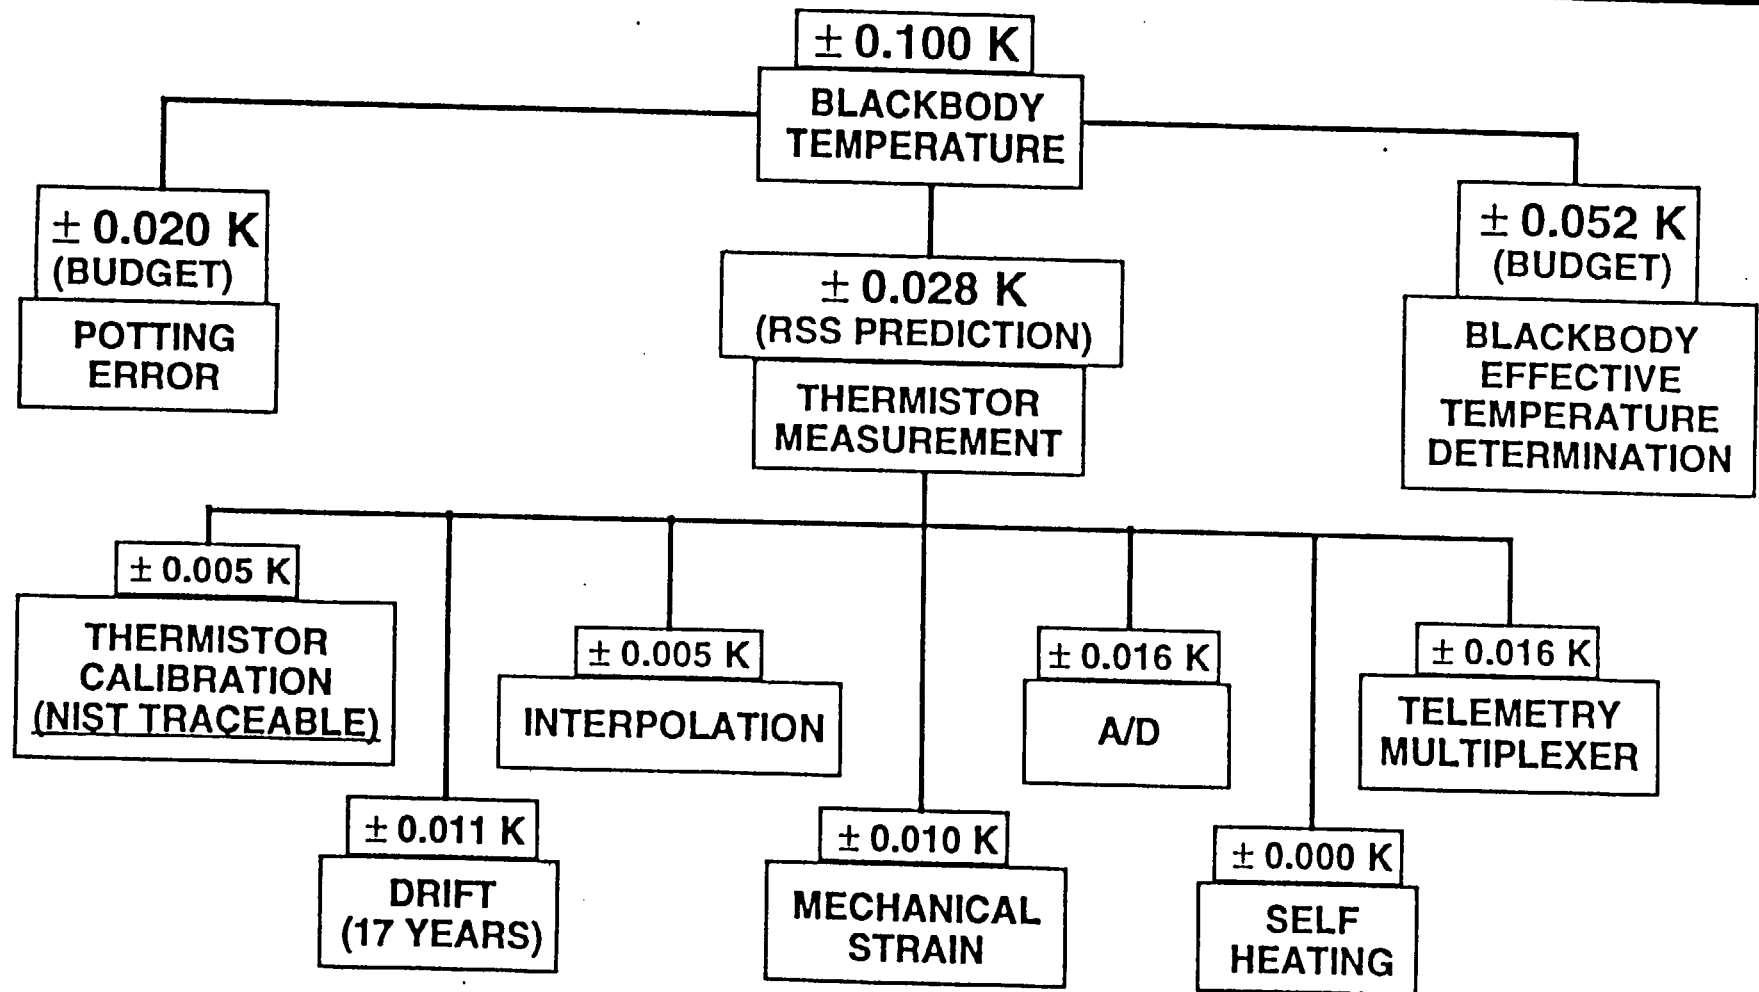 ± 0.100 K
BLACKBODY
TEMPERATURE
± 0.020 K
(BUDGET)
POTTING
ERROR
± 0.028 K
(RSS PREDICTION)
THERMISTOR
MEASUREMENT
± 0.052 K
(BUDGET)
BLACKBODY
EFFECTIVE
TEMPERATURE
DETERMINATION
± 0.005 K
THERMISTOR
CALIBRATION
(NIST TRACEABLE)
± 0.011 K
DRIFT
(17 YEARS)
± 0.005 K
INTERPOLATION
± 0.010 K
MECHANICAL
STRAIN
± 0.016 K
A/D
± 0.000 K
SELF
HEATING
± 0.016 K
TELEMETRY
MULTIPLEXER